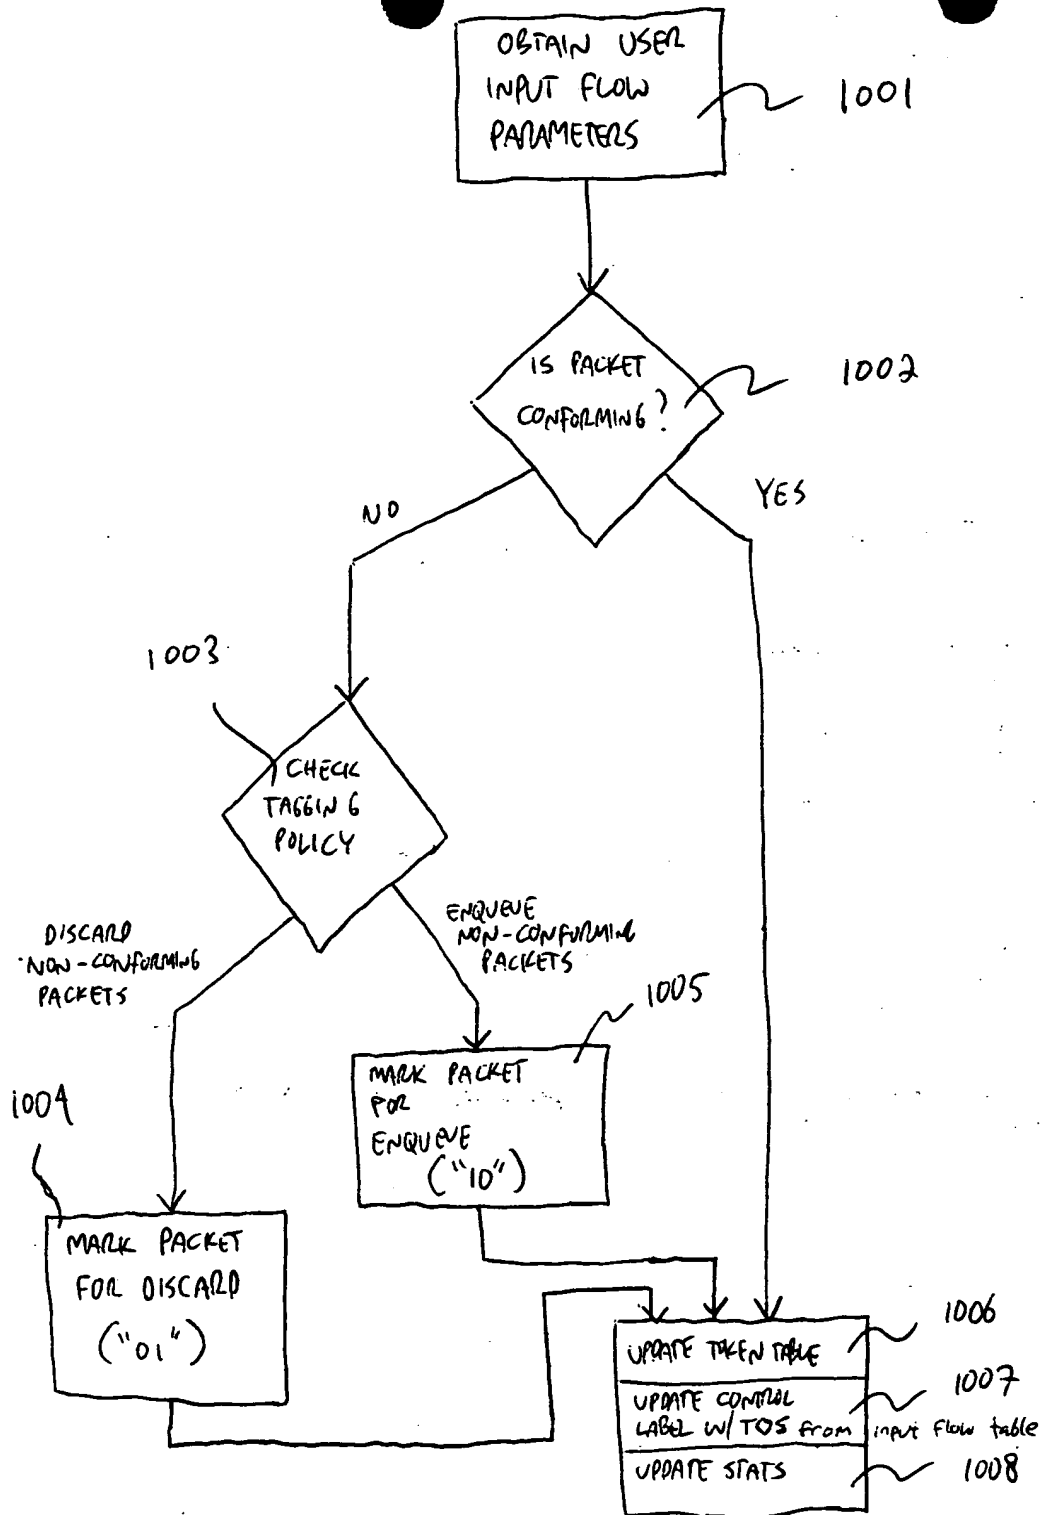 OBTAIN USER
INPUT FLOW
PARAMETERS
1001
IS PACKET
CONFORMING?
1002
NO
YES
1003
CHECK
TAGGING
POLICY
DISCARD
NON-CONFORMING
PACKETS
ENQUEUE
NON-CONFORMING
PACKETS
1005
MARK PACKET
FOR
ENQUEUE
("10")
1004
MARK PACKET
FOR DISCARD
("01")
UPDATE TOKEN TABLE
1006
UPDATE CONTROL
LABEL W/ TOS from input flow table
1007
UPDATE STATS
1008